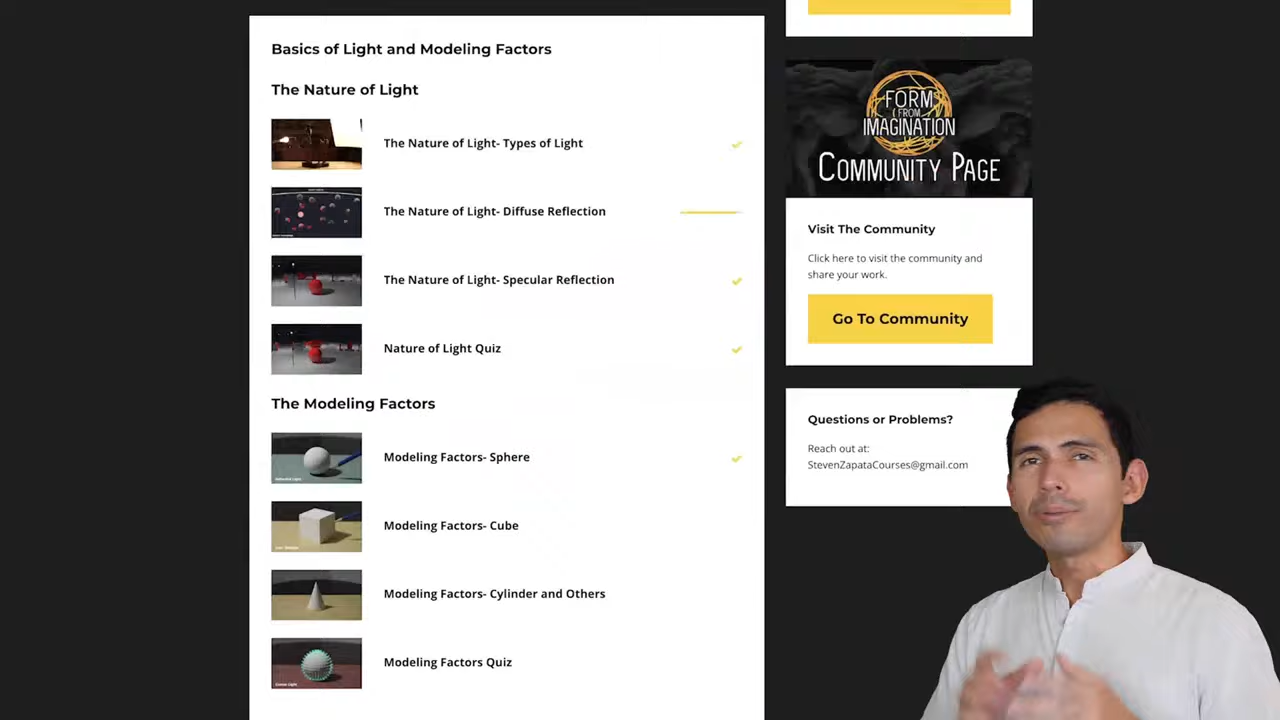 Basics of Light and Modeling Factors
The Nature of Light
The Nature of Light- Types of Light
The Nature of Light- Diffuse Reflection
The Nature of Light- Specular Reflection
Nature of Light Quiz
The Modeling Factors
Modeling Factors- Sphere
Modeling Factors- Cube
Modeling Factors- Cylinder and Others
Modeling Factors Quiz
FORM
FROM
IMAGINATION
COMMUNITY PAGE
Visit The Community
Click here to visit the community and
share your work.
Go To Community
Questions or Problems?
Reach out at:
StevenZapataCourses@gmail.com